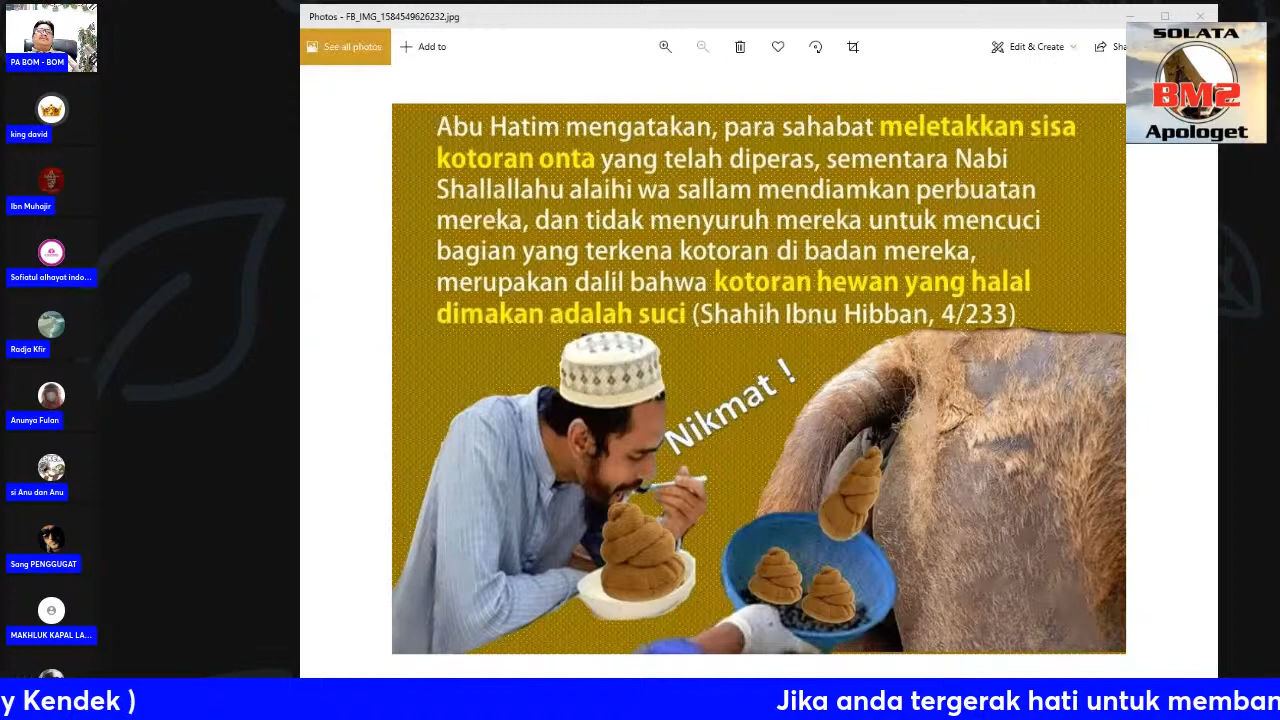 Photos - FB_IMG_1584549626232.jpg
See all photos
Add to
Edit & Create
Sha
SOLATA
BM2
Apologet
PA BOM - BOM
king david
Ibn Muhajir
Sofiatul alhayat indo...
Radja Kfir
Anunya Fulan
si Anu dan Anu
Sang PENGGUGAT
MAKHLUK KAPAL LA...
Abu Hatim mengatakan, para sahabat meletakkan sisa
kotoran onta yang telah diperas, sementara Nabi
Shallallahu alaihi wa sallam mendiamkan perbuatan
mereka, dan tidak menyuruh mereka untuk mencuci
bagian yang terkena kotoran di badan mereka,
merupakan dalil bahwa kotoran hewan yang halal
dimakan adalah suci (Shahih Ibnu Hibban, 4/233)
Nikmat !
y Kendek )
Jika anda tergerak hati untuk memban